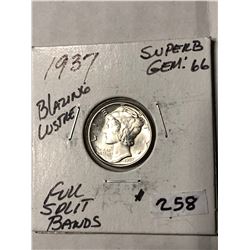 1937
SUPERB
GEM: 66
BLAZING
LUSTRE
FULL
SPLIT
BANDS
258